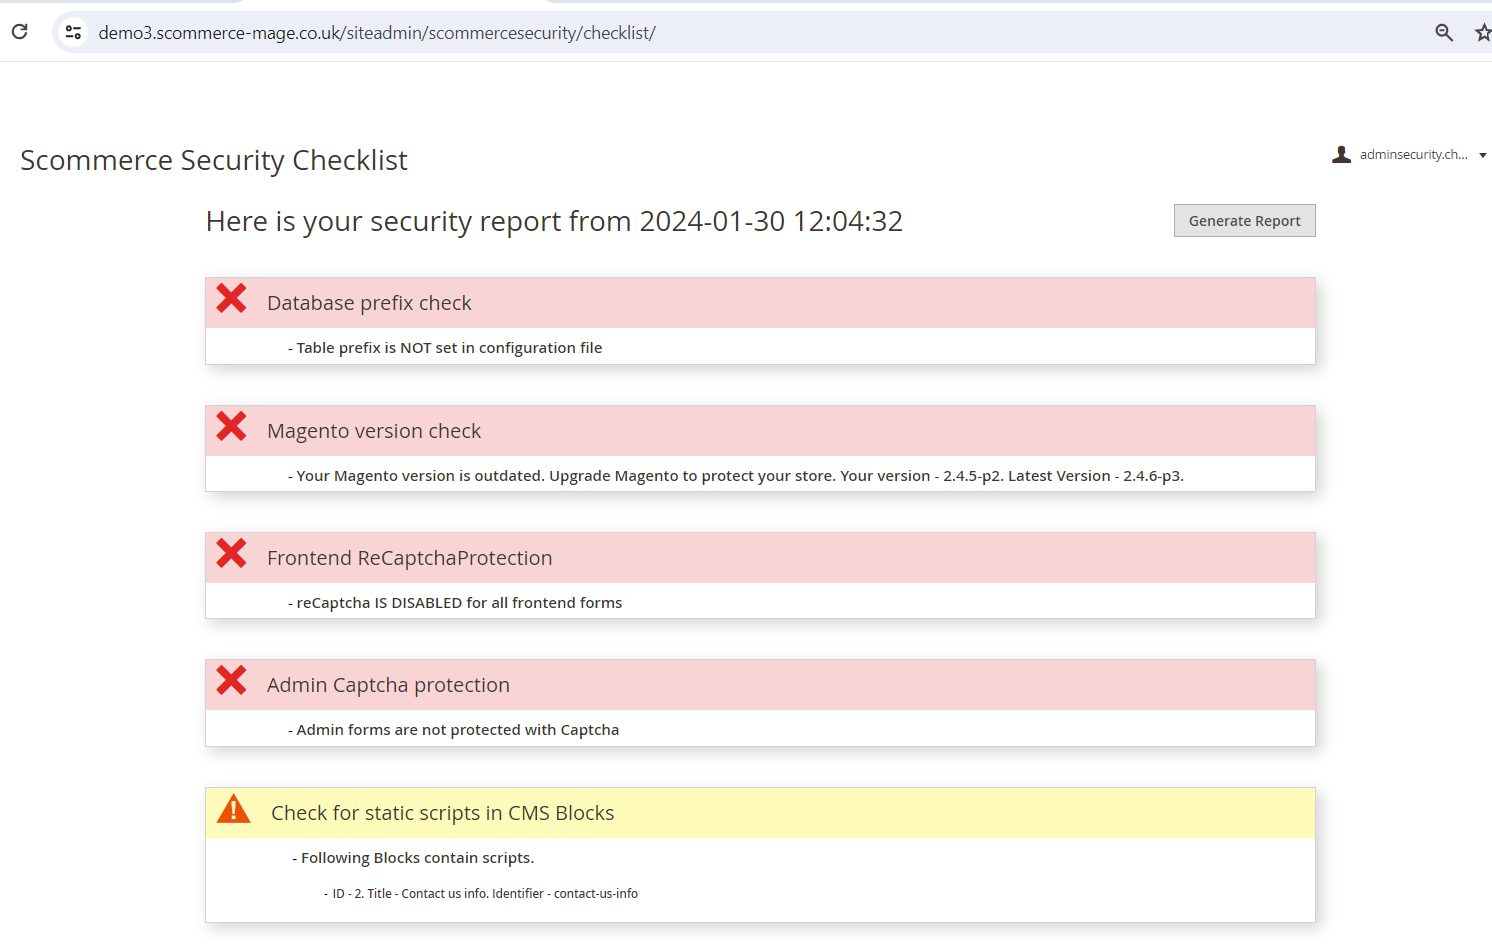 demo3.scommerce-mage.co.uk/siteadmin/scommercesecurity/checklist/
Scommerce Security Checklist
adminsecurity.ch...
Here is your security report from 2024-01-30 12:04:32
Generate Report
Database prefix check
- Table prefix is NOT set in configuration file
Magento version check
- Your Magento version is outdated. Upgrade Magento to protect your store. Your version - 2.4.5-p2. Latest Version - 2.4.6-p3.
Frontend ReCaptchaProtection
- reCaptcha IS DISABLED for all frontend forms
Admin Captcha protection
- Admin forms are not protected with Captcha
Check for static scripts in CMS Blocks
- Following Blocks contain scripts.
- ID - 2. Title - Contact us info. Identifier - contact-us-info